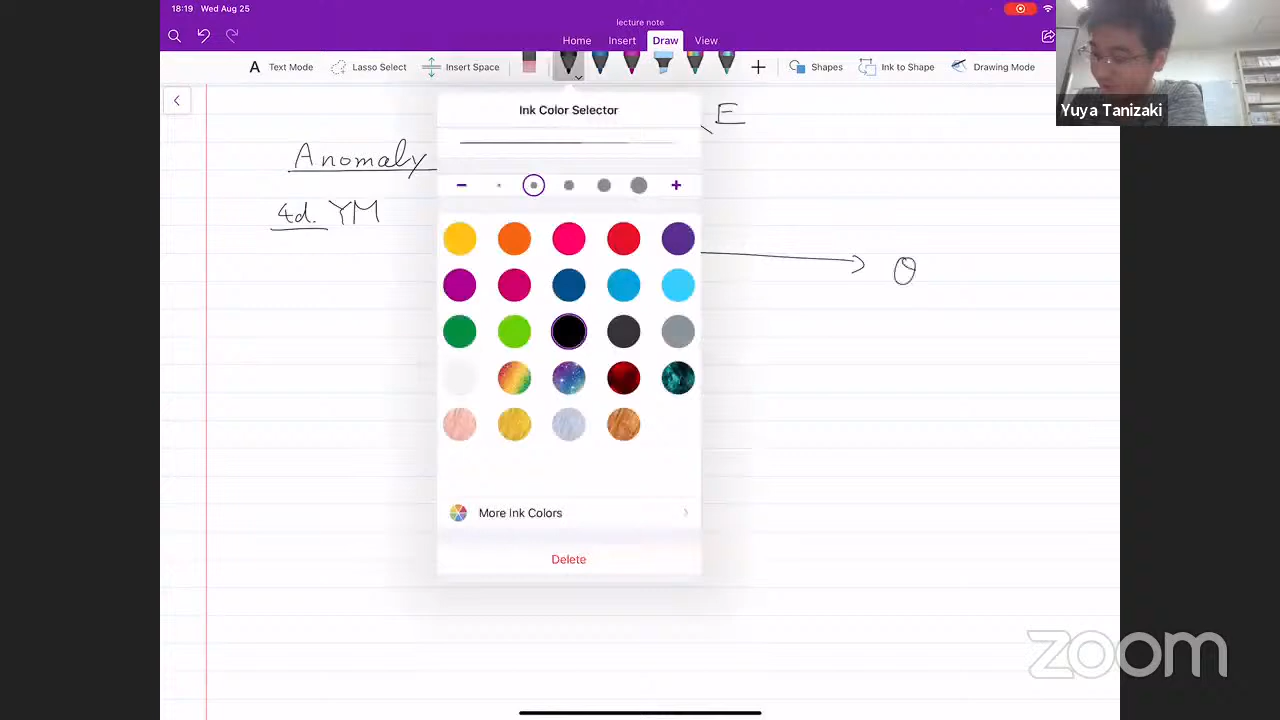 18:19 Wed Aug 25
lecture note
Home Insert Draw View
A Text Mode Lasso Select Insert Space Shapes Ink to Shape Drawing Mode
Yuya Tanizaki
Ink Color Selector
E
Anomaly
4d. YM
θ
More Ink Colors
Delete
zoom